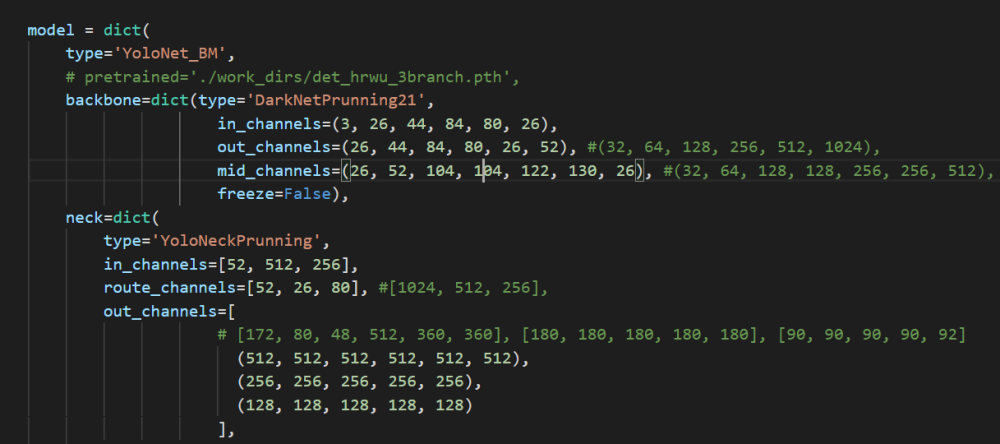 model = dict(
    type='YoloNet_BM',
    # pretrained='./work_dirs/det_hrwu_3branch.pth',
    backbone=dict(type='DarkNetPrunning21',
                    in_channels=(3, 26, 44, 84, 80, 26),
                    out_channels=(26, 44, 84, 80, 26, 52), #(32, 64, 128, 256, 512, 1024),
                    mid_channels=(26, 52, 104, 104, 122, 130, 26), #(32, 64, 128, 128, 256, 256, 512),
                    freeze=False),
    neck=dict(
        type='YoloNeckPrunning',
        in_channels=[52, 512, 256],
        route_channels=[52, 26, 80], #[1024, 512, 256],
        out_channels=[
                    # [172, 80, 48, 512, 360, 360], [180, 180, 180, 180, 180], [90, 90, 90, 90, 92]
                      (512, 512, 512, 512, 512, 512),
                      (256, 256, 256, 256, 256),
                      (128, 128, 128, 128, 128)
                    ],